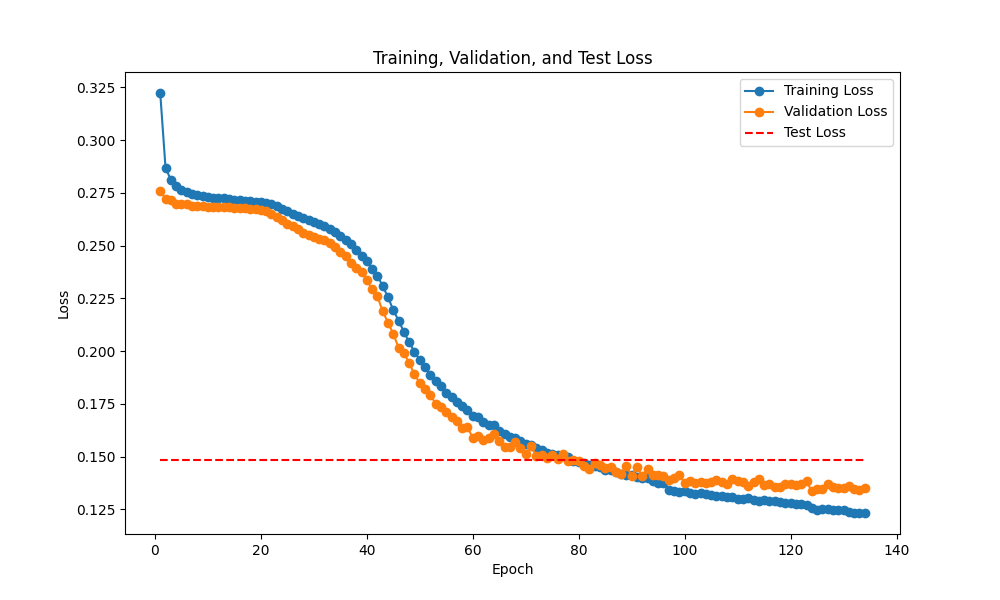 Training, Validation, and Test Loss
Training Loss
Validation Loss
Test Loss
Loss
0.325
0.300
0.275
0.250
0.225
0.200
0.175
0.150
0.125
0 20 40 60 80 100 120 140
Epoch